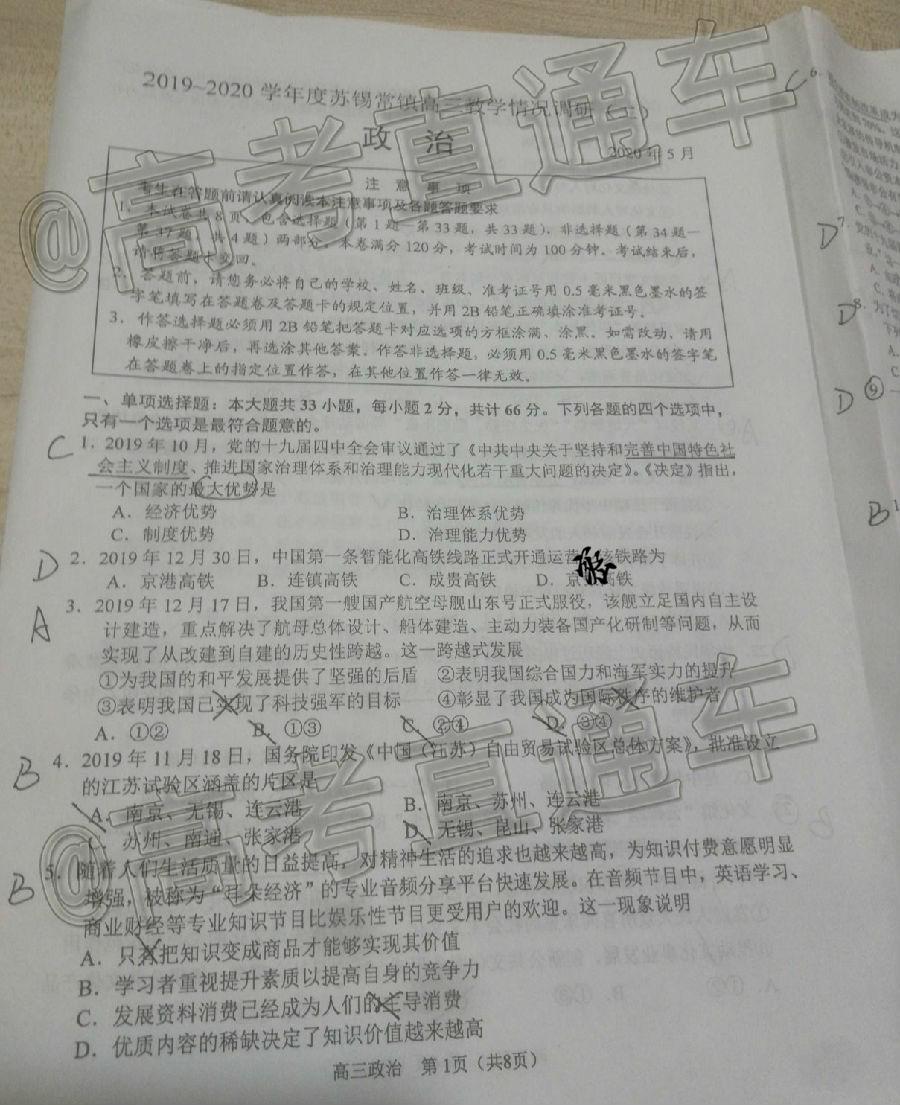 2019~2020 学年度苏锡常镇高三教学情况调研（二）
政 治
2020 年 5 月
注 意 事 项
考生在答题前请认真阅读本注意事项及各题答题要求
1．本试卷共 8 页，包含选择题（第 1 题～第 33 题，共 33 题）、非选择题（第 34 题～
第 37 题，共 4 题）两部分。本卷满分 120 分，考试时间为 100 分钟。考试结束后，
请将答题卡交回。
2．答题前，请您务必将自己的学校、姓名、班级、准考证号用 0.5 毫米黑色墨水的签
字笔填写在答题卷及答题卡的规定位置，并用 2B 铅笔正确填涂准考证号。
3．作答选择题必须用 2B 铅笔把答题卡对应选项的方框涂满、涂黑。如需改动，请用
橡皮擦干净后，再选涂其他答案。作答非选择题，必须用 0.5 毫米黑色墨水的签字笔
在答题卷上的指定位置作答，在其他位置作答一律无效。
一、单项选择题：本大题共 33 小题，每小题 2 分，共计 66 分。下列各题的四个选项中，
只有一个选项是最符合题意的。
C 1．2019 年 10 月，党的十九届四中全会审议通过了《中共中央关于坚持和完善中国特色社
会主义制度、推进国家治理体系和治理能力现代化若干重大问题的决定》。《决定》指出，
一个国家的最大优势是
A．经济优势 B．治理体系优势
C．制度优势 D．治理能力优势
D 2．2019 年 12 月 30 日，中国第一条智能化高铁线路正式开通运营，该铁路为
A．京港高铁 B．连镇高铁 C．成贵高铁 D．京张高铁
A 3．2019 年 12 月 17 日，我国第一艘国产航空母舰山东号正式服役，该舰立足国内自主设
计建造，重点解决了航母总体设计、船体建造、主动力装备国产化研制等问题，从而
实现了从改建到自建的历史性跨越。这一跨越式发展
①为我国的和平发展提供了坚强的后盾 ②表明我国综合国力和海军实力的提升
③表明我国已实现了科技强军的目标 ④彰显了我国成为国际秩序的维护者
A．①② B．①③ C．②④ D．③④
B 4．2019 年 11 月 18 日，国务院印发《中国（江苏）自由贸易试验区总体方案》，批准设立
的江苏试验区涵盖的片区是
A．南京、无锡、连云港 B．南京、苏州、连云港
C．苏州、南通、张家港 D．无锡、昆山、张家港
B 5．随着人们生活质量的日益提高，对精神生活的追求也越来越高，为知识付费意愿明显
增强，被称为“耳朵经济”的专业音频分享平台快速发展。在音频节目中，英语学习、
商业财经等专业知识节目比娱乐性节目更受用户的欢迎。这一现象说明
A．只有把知识变成商品才能够实现其价值
B．学习者重视提升素质以提高自身的竞争力
C．发展资料消费已经成为人们的主导消费
D．优质内容的稀缺决定了知识价值越来越高
高三政治 第 1页（共8页）
@高考直通车
@高考直通车
C 6.
D 7.
D 8.
D ⑨
B 1